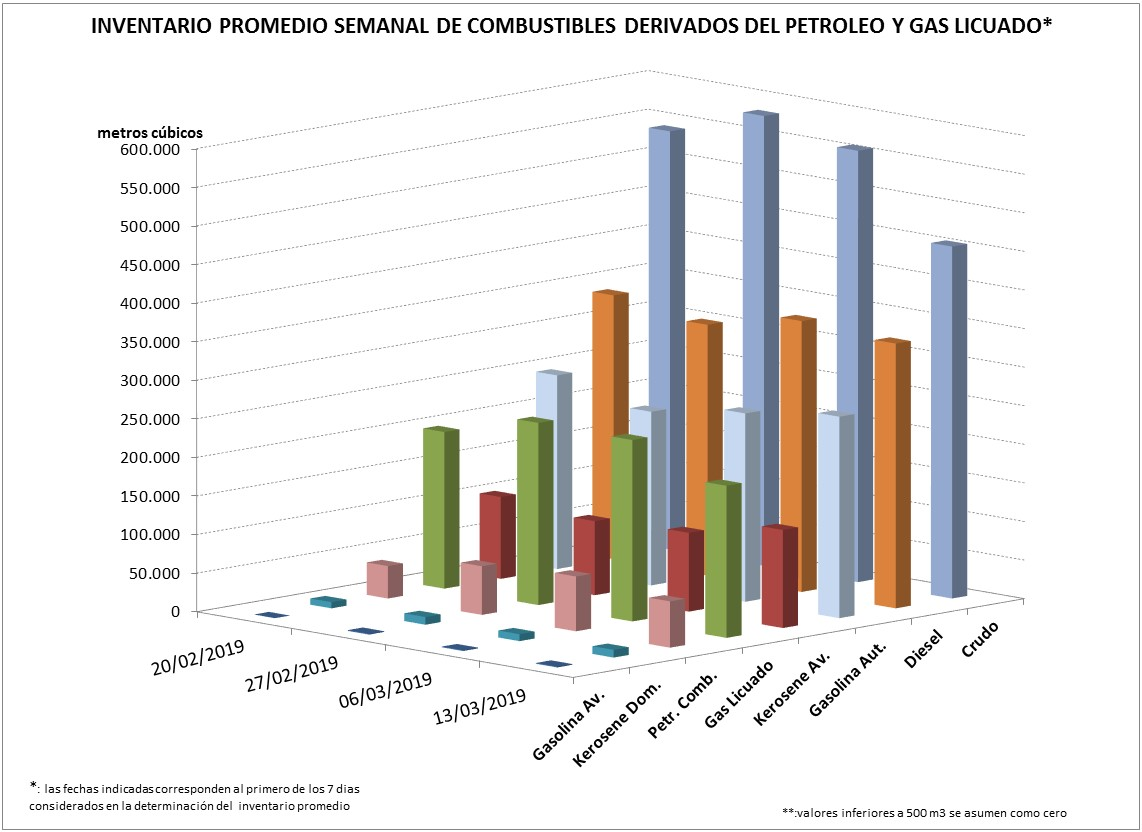 INVENTARIO PROMEDIO SEMANAL DE COMBUSTIBLES DERIVADOS DEL PETROLEO Y GAS LICUADO*
metros cúbicos
600.000
550.000
500.000
450.000
400.000
350.000
300.000
250.000
200.000
150.000
100.000
50.000
0
20/02/2019
27/02/2019
06/03/2019
13/03/2019
Gasolina Av.
Kerosene Dom.
Petr. Comb.
Gas Licuado
Kerosene Av.
Gasolina Aut.
Diesel
Crudo
*: las fechas indicadas corresponden al primero de los 7 dias
considerados en la determinación del inventario promedio
**:valores inferiores a 500 m3 se asumen como cero